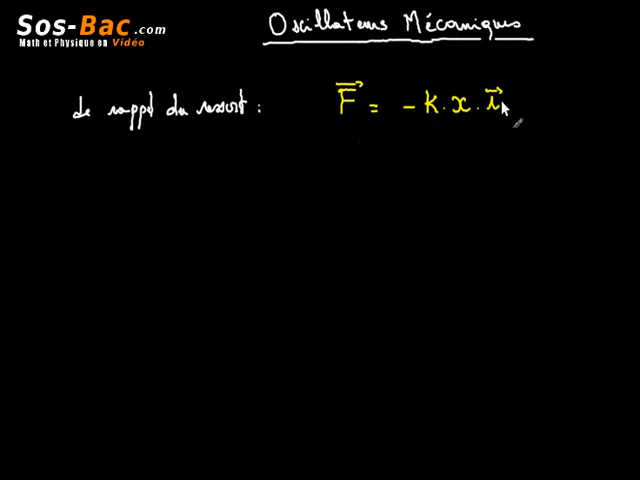 Sos-Bac.com
Math et Physique en Vidéo
Oscillateurs Mécaniques
de rappel du ressort : F⃗ = - k . x . i⃗